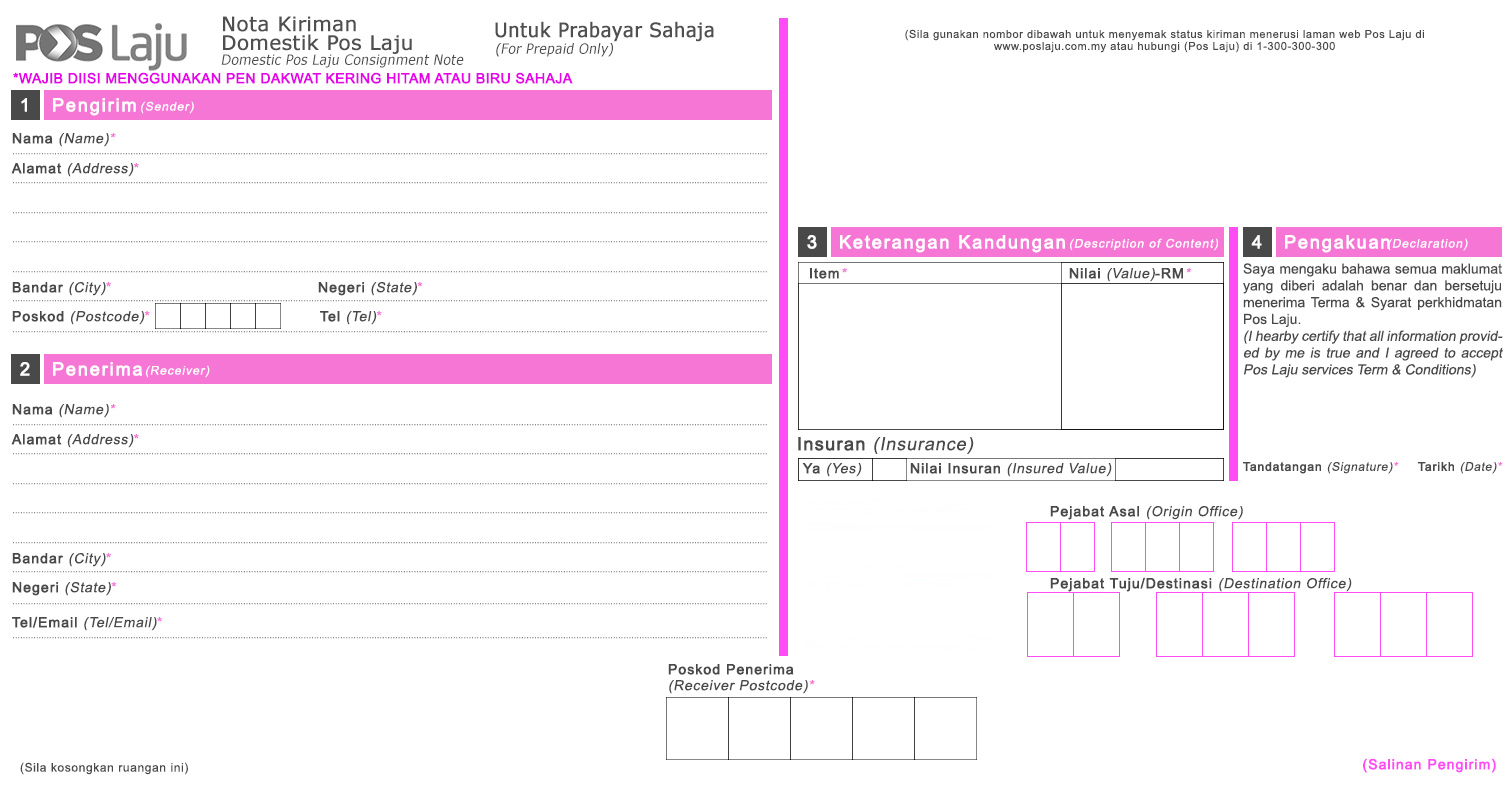 POS Laju
Nota Kiriman
Domestik Pos Laju
Domestic Pos Laju Consignment Note
Untuk Prabayar Sahaja
(For Prepaid Only)
*WAJIB DIISI MENGGUNAKAN PEN DAKWAT KERING HITAM ATAU BIRU SAHAJA
1 Pengirim (Sender)
Nama (Name)*
Alamat (Address)*
Bandar (City)* Negeri (State)*
Poskod (Postcode)* Tel (Tel)*
2 Penerima (Receiver)
Nama (Name)*
Alamat (Address)*
Bandar (City)*
Negeri (State)*
Tel/Email (Tel/Email)*
Poskod Penerima
(Receiver Postcode)*
(Sila kosongkan ruangan ini)
(Sila gunakan nombor dibawah untuk menyemak status kiriman menerusi laman web Pos Laju di
www.poslaju.com.my atau hubungi (Pos Laju) di 1-300-300-300
3 Keterangan Kandungan (Description of Content)
Item* Nilai (Value)-RM*
Insuran (Insurance)
Ya (Yes) Nilai Insuran (Insured Value)
4 Pengakuan (Declaration)
Saya mengaku bahawa semua maklumat
yang diberi adalah benar dan bersetuju
menerima Terma & Syarat perkhidmatan
Pos Laju.
(I hearby certify that all information provid-
ed by me is true and I agreed to accept
Pos Laju services Term & Conditions)
Tandatangan (Signature)* Tarikh (Date)*
Pejabat Asal (Origin Office)
Pejabat Tuju/Destinasi (Destination Office)
(Salinan Pengirim)